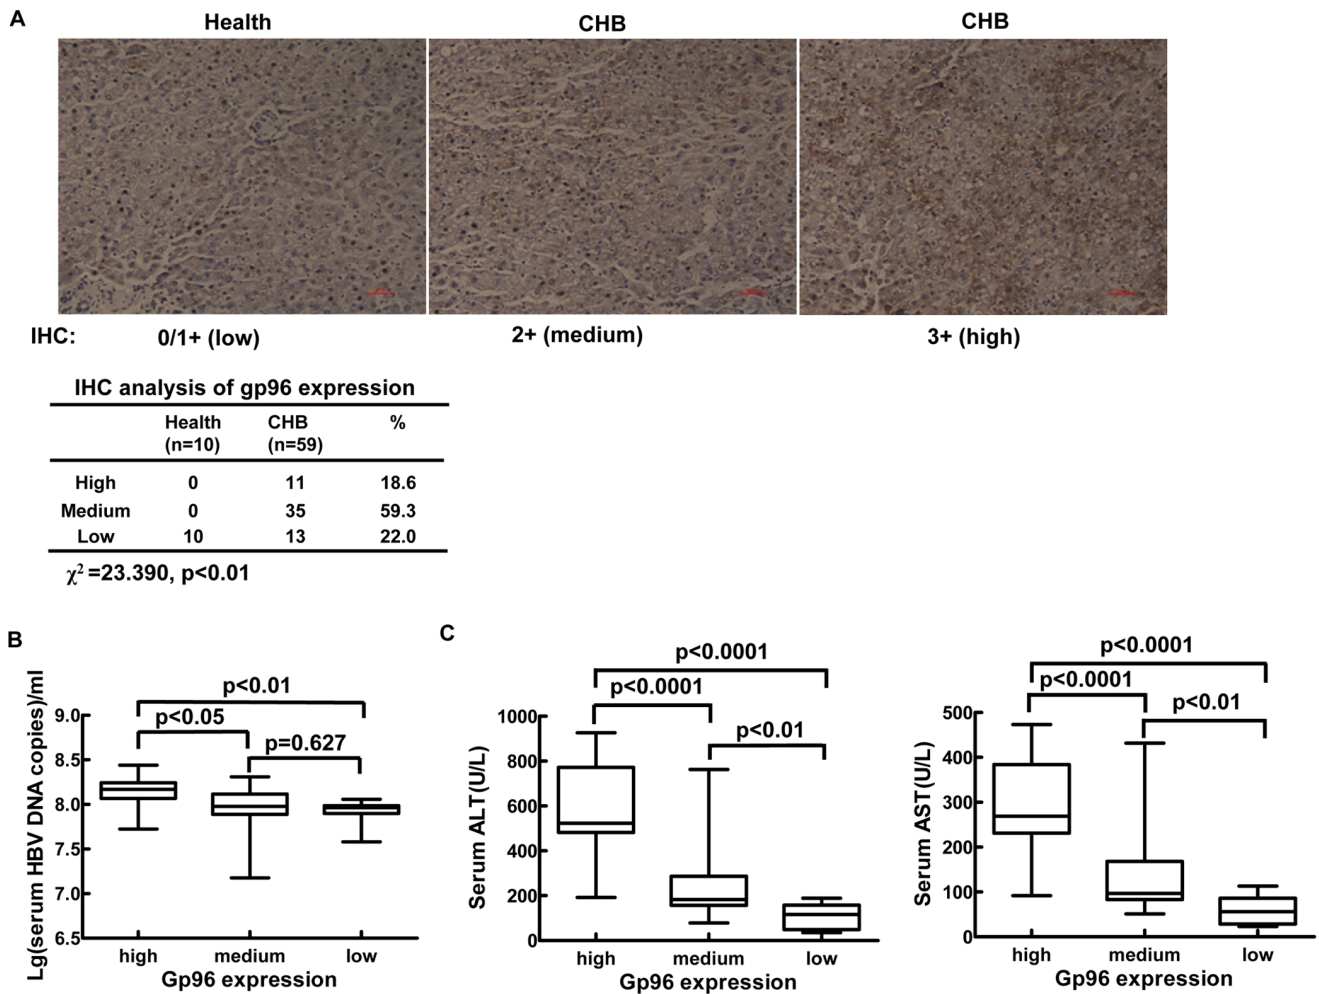 A
Health
CHB
CHB
IHC:
0/1+ (low)
2+ (medium)
3+ (high)
IHC analysis of gp96 expression
Health CHB %
(n=10) (n=59)
High 0 11 18.6
Medium 0 35 59.3
Low 10 13 22.0
χ²=23.390, p<0.01
B
p<0.01
p<0.05
p=0.627
Lg(serum HBV DNA copies)/ml
9.0
8.5
8.0
7.5
7.0
6.5
high medium low
Gp96 expression
C
p<0.0001
p<0.0001
p<0.01
Serum ALT(U/L)
1000
800
600
400
200
0
high medium low
Gp96 expression
p<0.0001
p<0.0001
p<0.01
Serum AST(U/L)
500
400
300
200
100
0
high medium low
Gp96 expression